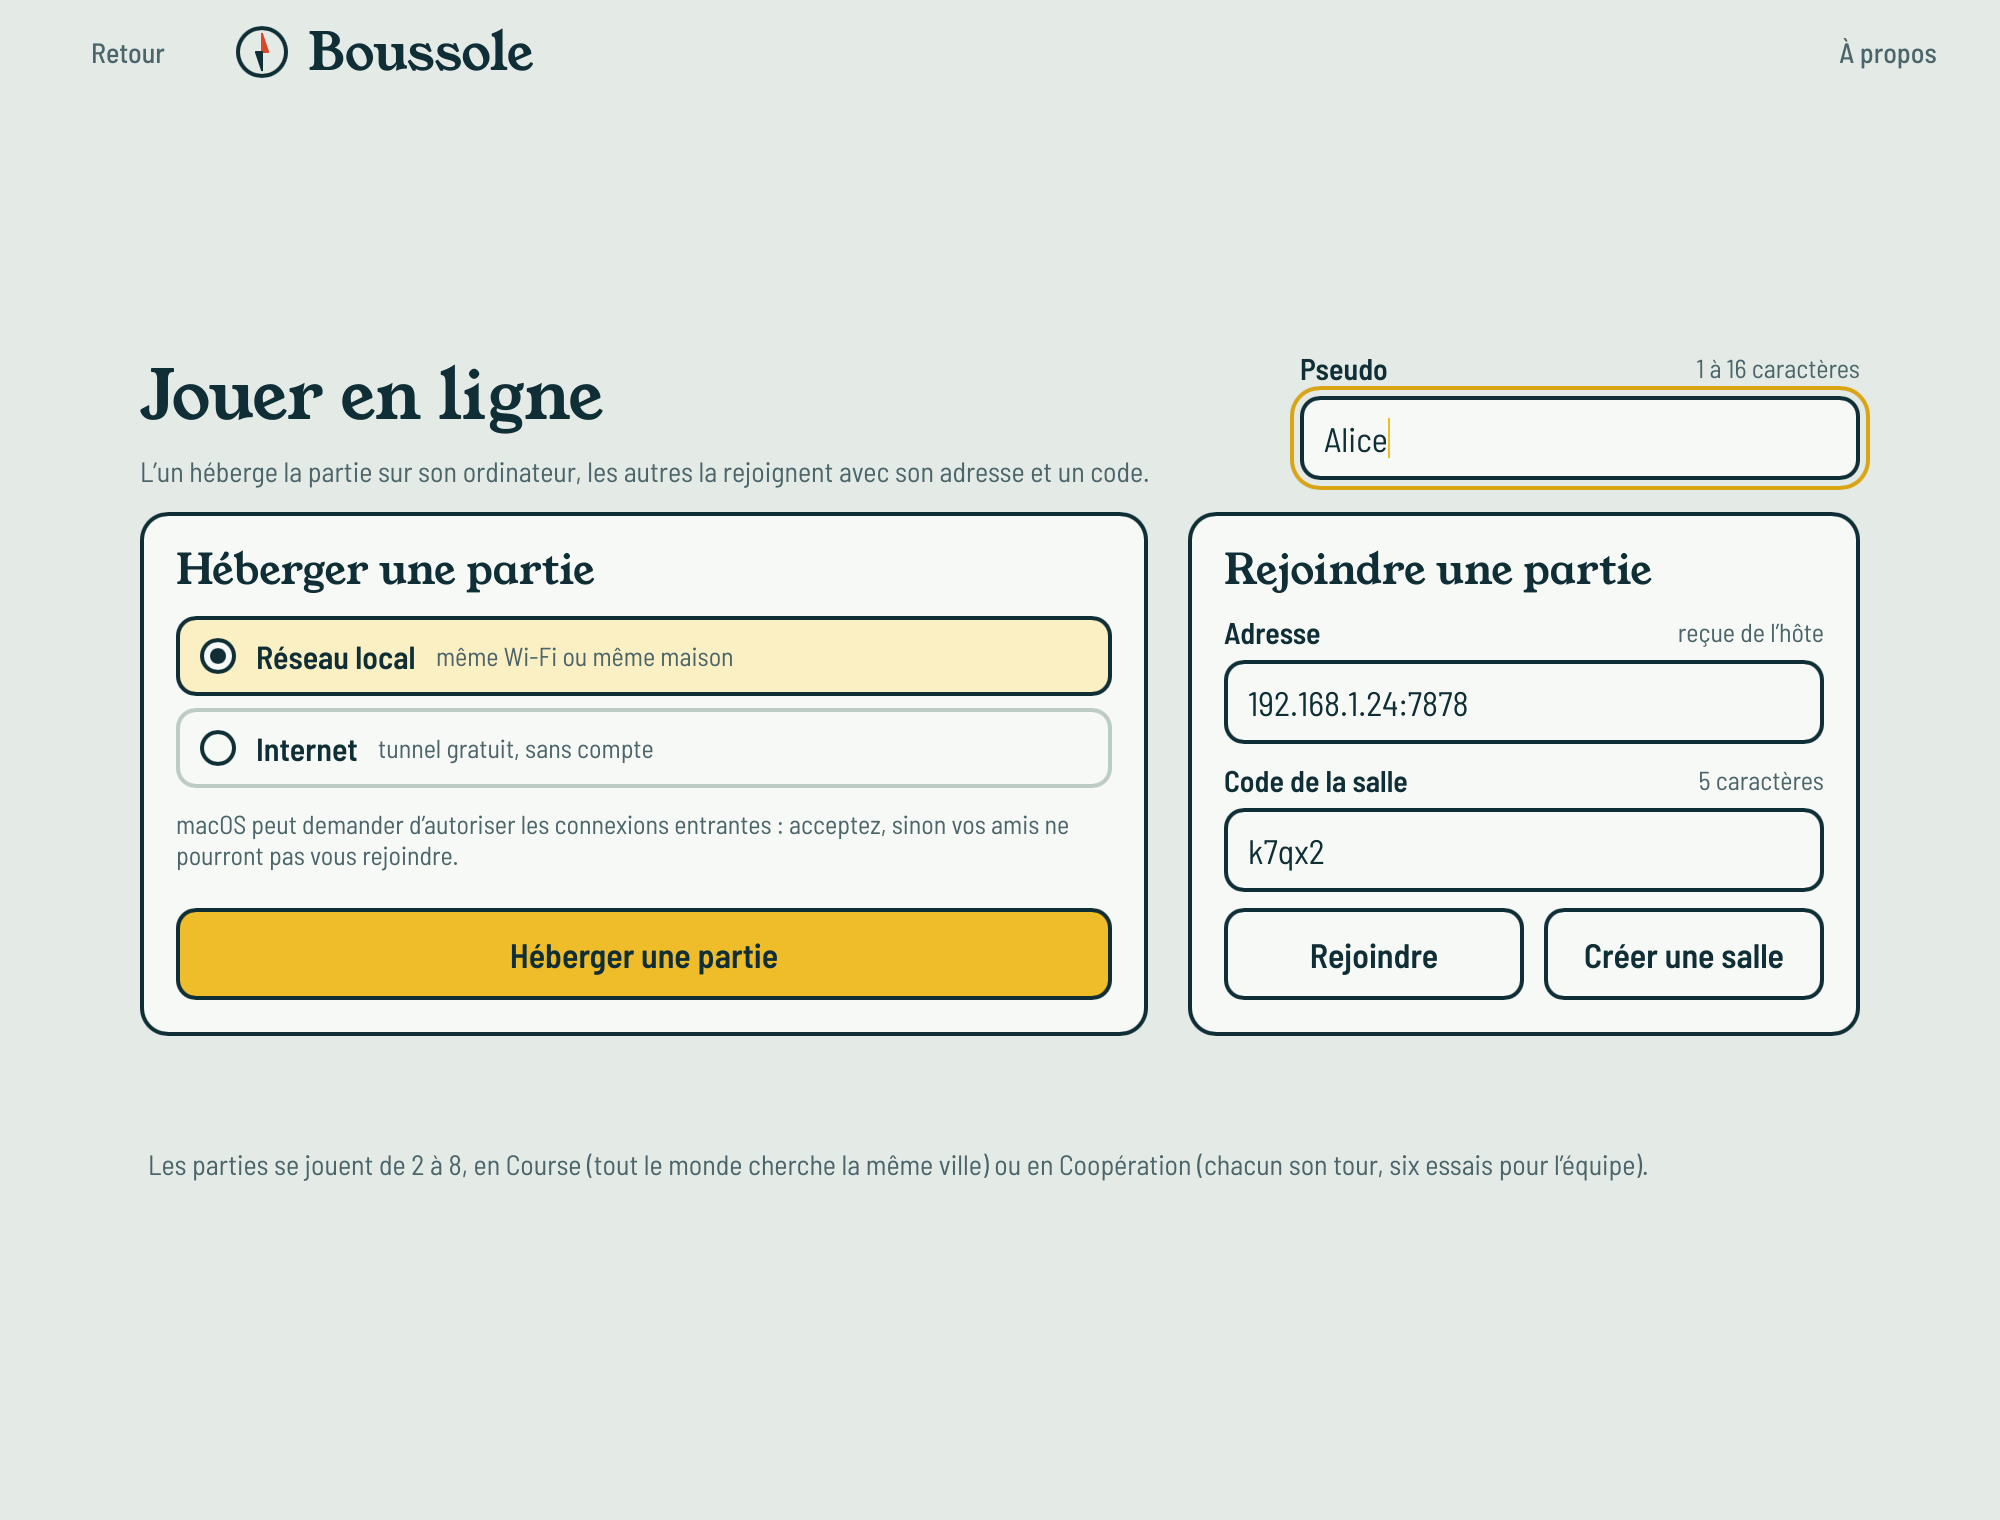 Retour
Boussole
À propos
Jouer en ligne
L’un héberge la partie sur son ordinateur, les autres la rejoignent avec son adresse et un code.
Pseudo
1 à 16 caractères
Alice
Héberger une partie
Réseau local même Wi-Fi ou même maison
Internet tunnel gratuit, sans compte
macOS peut demander d’autoriser les connexions entrantes : acceptez, sinon vos amis ne
pourront pas vous rejoindre.
Héberger une partie
Rejoindre une partie
Adresse
reçue de l’hôte
192.168.1.24:7878
Code de la salle
5 caractères
k7qx2
Rejoindre
Créer une salle
Les parties se jouent de 2 à 8, en Course (tout le monde cherche la même ville) ou en Coopération (chacun son tour, six essais pour l’équipe).